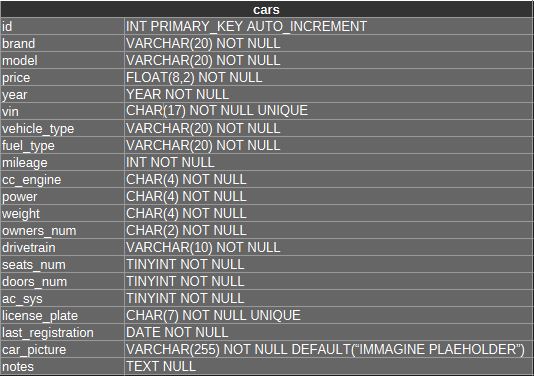 cars
id INT PRIMARY_KEY AUTO_INCREMENT
brand VARCHAR(20) NOT NULL
model VARCHAR(20) NOT NULL
price FLOAT(8,2) NOT NULL
year YEAR NOT NULL
vin CHAR(17) NOT NULL UNIQUE
vehicle_type VARCHAR(20) NOT NULL
fuel_type VARCHAR(20) NOT NULL
mileage INT NOT NULL
cc_engine CHAR(4) NOT NULL
power CHAR(4) NOT NULL
weight CHAR(4) NOT NULL
owners_num CHAR(2) NOT NULL
drivetrain VARCHAR(10) NOT NULL
seats_num TINYINT NOT NULL
doors_num TINYINT NOT NULL
ac_sys TINYINT NOT NULL
license_plate CHAR(7) NOT NULL UNIQUE
last_registration DATE NOT NULL
car_picture VARCHAR(255) NOT NULL DEFAULT(“IMMAGINE PLAEHOLDER”)
notes TEXT NULL